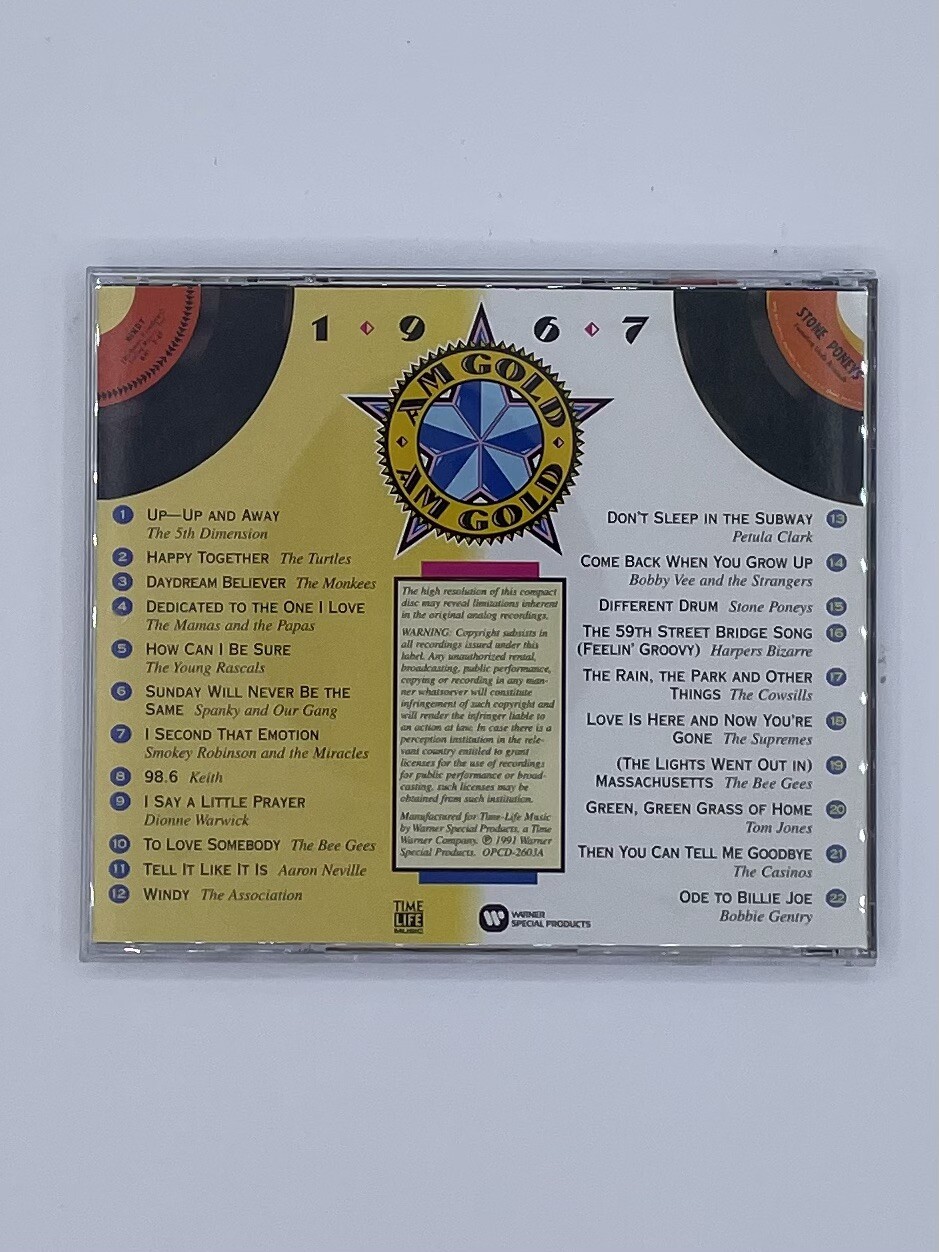 1 9 6 7
AM GOLD
AM GOLD
WINDY
STONE PONEYS
1 UP—UP AND AWAY
The 5th Dimension
2 HAPPY TOGETHER The Turtles
3 DAYDREAM BELIEVER The Monkees
4 DEDICATED TO THE ONE I LOVE
The Mamas and the Papas
5 HOW CAN I BE SURE
The Young Rascals
6 SUNDAY WILL NEVER BE THE
SAME Spanky and Our Gang
7 I SECOND THAT EMOTION
Smokey Robinson and the Miracles
8 98.6 Keith
9 I SAY A LITTLE PRAYER
Dionne Warwick
10 TO LOVE SOMEBODY The Bee Gees
11 TELL IT LIKE IT IS Aaron Neville
12 WINDY The Association
The high resolution of this compact
disc may reveal limitations inherent
in the original analog recordings.
WARNING: Copyright subsists in
all recordings issued under this
label. Any unauthorized rental,
broadcasting, public performance,
copying or recording in any man-
ner whatsoever will constitute
infringement of such copyright and
will render the infringer liable to
an action at law. In case there is a
perception institution in the rele-
vant country entitled to grant
licenses for the use of recordings
for public performance or broad-
casting, such licenses may be
obtained from such institution.
Manufactured for Time-Life Music
by Warner Special Products, a Time
Warner Company. ℗ 1991 Warner
Special Products. OPCD-2603A
TIME
LIFE
MUSIC
WARNER
SPECIAL PRODUCTS
DON'T SLEEP IN THE SUBWAY 13
Petula Clark
COME BACK WHEN YOU GROW UP 14
Bobby Vee and the Strangers
DIFFERENT DRUM Stone Poneys 15
THE 59TH STREET BRIDGE SONG 16
(FEELIN' GROOVY) Harpers Bizarre
THE RAIN, THE PARK AND OTHER 17
THINGS The Cowsills
LOVE IS HERE AND NOW YOU'RE 18
GONE The Supremes
(THE LIGHTS WENT OUT IN) 19
MASSACHUSETTS The Bee Gees
GREEN, GREEN GRASS OF HOME 20
Tom Jones
THEN YOU CAN TELL ME GOODBYE 21
The Casinos
ODE TO BILLIE JOE 22
Bobbie Gentry